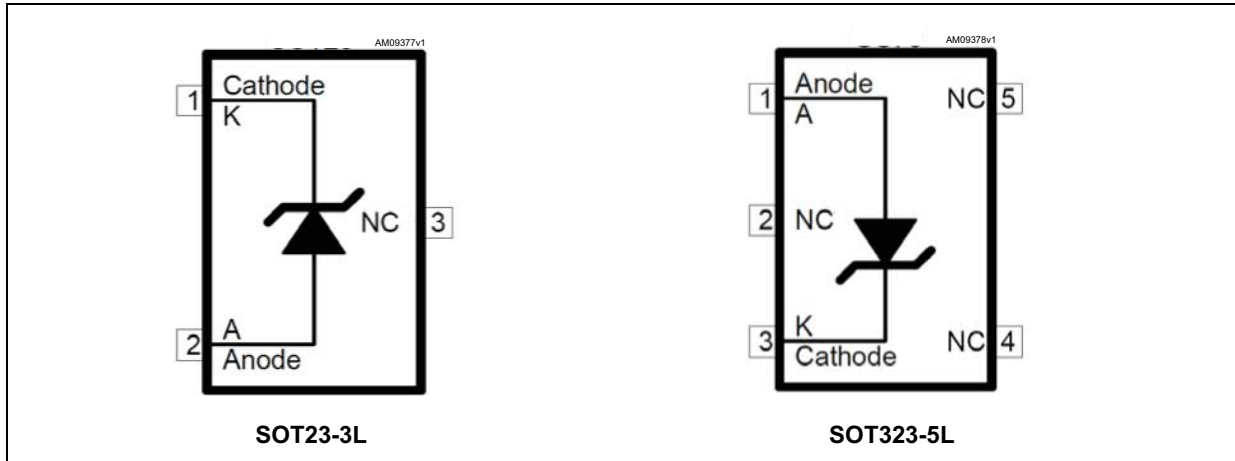 AM09377v1
Cathode
1
K
NC 3
A
2
Anode
SOT23-3L
AM09378v1
Anode
1
A
NC 5
2 NC
K
3
Cathode
NC 4
SOT323-5L